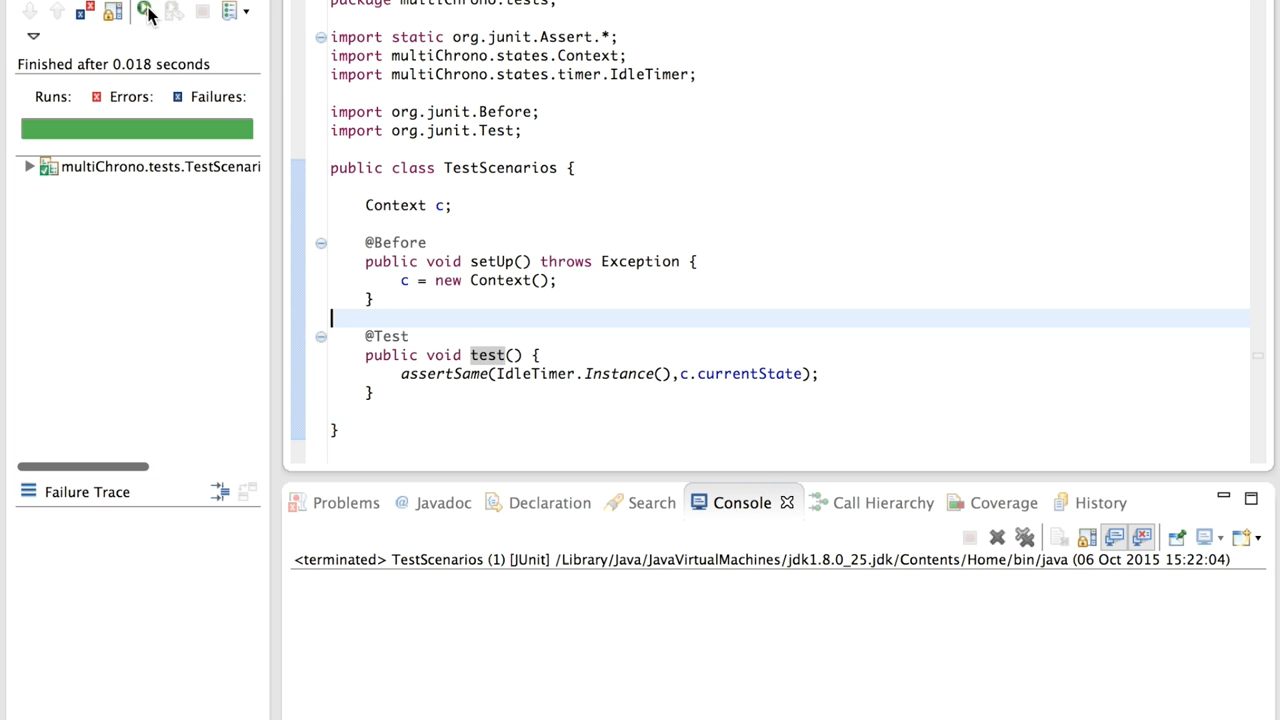 Finished after 0.018 seconds
Runs: Errors: Failures:
multiChrono.tests.TestScenari
Failure Trace
package multiChrono.tests;
import static org.junit.Assert.*;
import multiChrono.states.Context;
import multiChrono.states.timer.IdleTimer;
import org.junit.Before;
import org.junit.Test;
public class TestScenarios {
Context c;
@Before
public void setUp() throws Exception {
c = new Context();
}
@Test
public void test() {
assertSame(IdleTimer.Instance(),c.currentState);
}
}
Problems @ Javadoc Declaration Search Console Call Hierarchy Coverage History
<terminated> TestScenarios (1) [JUnit] /Library/Java/JavaVirtualMachines/jdk1.8.0_25.jdk/Contents/Home/bin/java (06 Oct 2015 15:22:04)